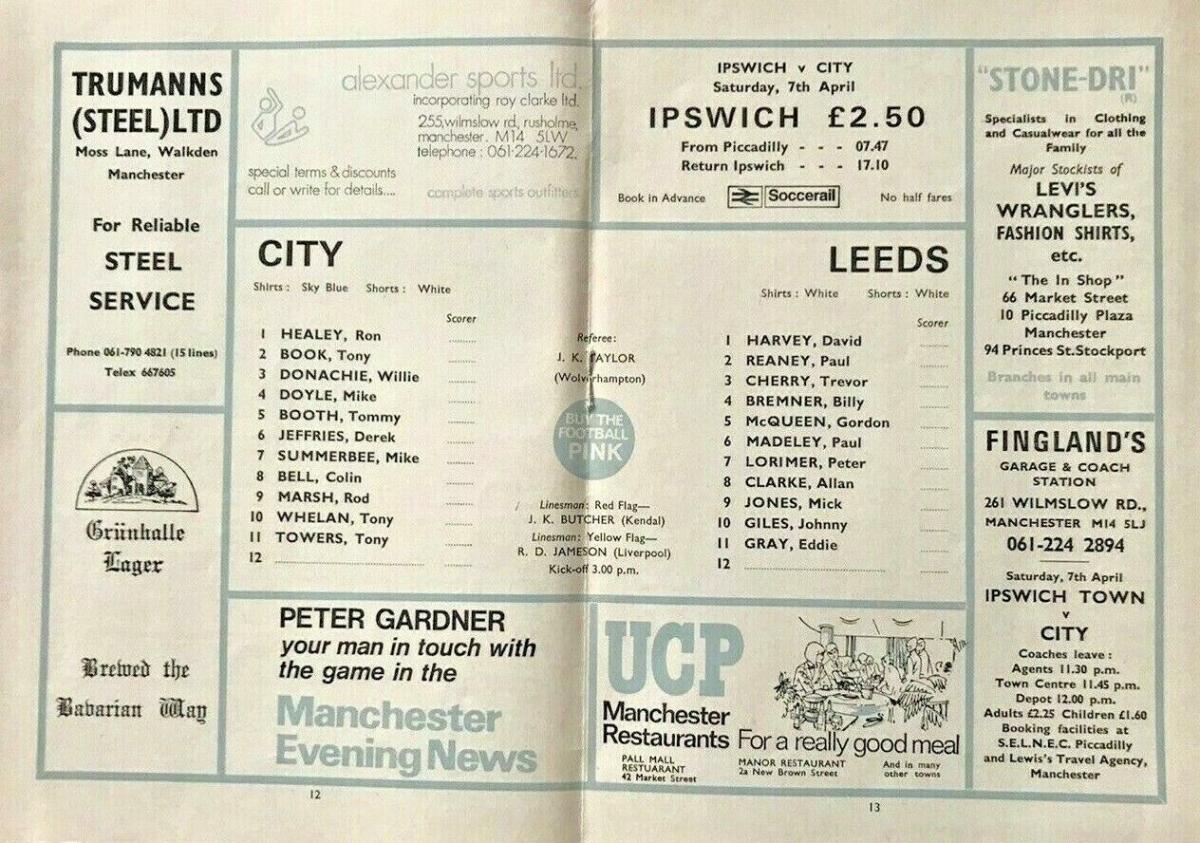 TRUMANNS
(STEEL) LTD
Moss Lane, Walkden
Manchester
For Reliable
STEEL
SERVICE
Phone 061-790 4821 (15 lines)
Telex 667605
Grünhalle
Lager
Brewed the
Bavarian Way
alexander sports ltd.
incorporating roy clarke ltd.
255, wilmslow rd, rusholme,
manchester. M14 5LW
telephone : 061-224-1672.
special terms & discounts
call or write for details....
complete sports outfitters
IPSWICH v CITY
Saturday, 7th April
IPSWICH £2.50
From Piccadilly - - - 07.47
Return Ipswich - - - 17.10
Book in Advance Soccerail No half fares
CITY
Shirts : Sky Blue Shorts : White
Scorer
1 HEALEY, Ron
2 BOOK, Tony
3 DONACHIE, Willie
4 DOYLE, Mike
5 BOOTH, Tommy
6 JEFFRIES, Derek
7 SUMMERBEE, Mike
8 BELL, Colin
9 MARSH, Rod
10 WHELAN, Tony
11 TOWERS, Tony
12
Referee:
J. K. TAYLOR
(Wolverhampton)
BUY THE
FOOTBALL
PINK
Linesman: Red Flag—
J. K. BUTCHER (Kendal)
Linesman: Yellow Flag—
R. D. JAMESON (Liverpool)
Kick-off 3.00 p.m.
LEEDS
Shirts : White Shorts : White
Scorer
1 HARVEY, David
2 REANEY, Paul
3 CHERRY, Trevor
4 BREMNER, Billy
5 McQUEEN, Gordon
6 MADELEY, Paul
7 LORIMER, Peter
8 CLARKE, Allan
9 JONES, Mick
10 GILES, Johnny
11 GRAY, Eddie
12
PETER GARDNER
your man in touch with
the game in the
Manchester
Evening News
UCP
Manchester
Restaurants
For a really good meal
PALL MALL
RESTUARANT
42 Market Street
MANOR RESTAURANT
2a New Brown Street
And in many
other towns
"STONE-DRI"
(R)
Specialists in Clothing
and Casualwear for all the
Family
Major Stockists of
LEVI'S
WRANGLERS,
FASHION SHIRTS,
etc.
"The In Shop"
66 Market Street
10 Piccadilly Plaza
Manchester
94 Princes St. Stockport
Branches in all main
towns
FINGLAND'S
GARAGE & COACH
STATION
261 WILMSLOW RD.,
MANCHESTER M14 5LJ
061-224 2894
Saturday, 7th April
IPSWICH TOWN
v
CITY
Coaches leave :
Agents 11.30 p.m.
Town Centre 11.45 p.m.
Depot 12.00 p.m.
Adults £2.25 Children £1.60
Booking facilities at
S.E.L.N.E.C. Piccadilly
and Lewis's Travel Agency,
Manchester
12
13